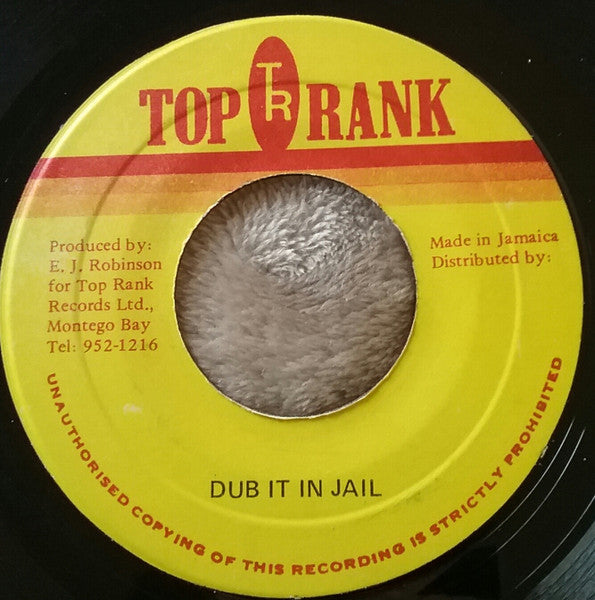 TOP TR RANK
Produced by:
E. J. Robinson
for Top Rank
Records Ltd.,
Montego Bay
Tel: 952-1216
Made in Jamaica
Distributed by:
DUB IT IN JAIL
UNAUTHORISED COPYING OF THIS RECORDING IS STRICTLY PROHIBITED